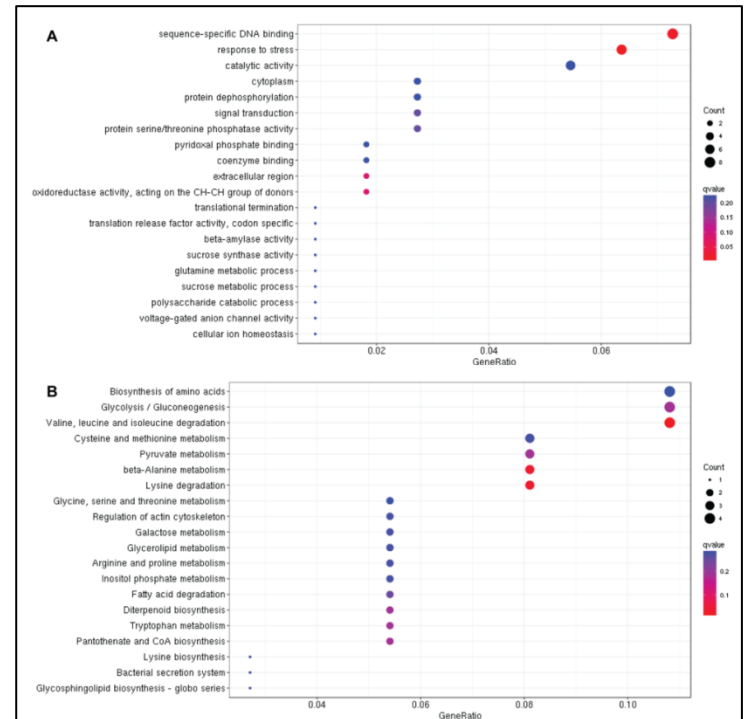 A
sequence-specific DNA binding
response to stress
catalytic activity
cytoplasm
protein dephosphorylation
signal transduction
protein serine/threonine phosphatase activity
pyridoxal phosphate binding
coenzyme binding
extracellular region
oxidoreductase activity, acting on the CH-CH group of donors
translational termination
translation release factor activity, codon specific
beta-amylase activity
sucrose synthase activity
glutamine metabolic process
sucrose metabolic process
polysaccharide catabolic process
voltage-gated anion channel activity
cellular ion homeostasis
0.02 0.04 0.06
GeneRatio
Count
2
4
6
8
qvalue
0.20
0.15
0.10
0.05
B
Biosynthesis of amino acids
Glycolysis / Gluconeogenesis
Valine, leucine and isoleucine degradation
Cysteine and methionine metabolism
Pyruvate metabolism
beta-Alanine metabolism
Lysine degradation
Glycine, serine and threonine metabolism
Regulation of actin cytoskeleton
Galactose metabolism
Glycerolipid metabolism
Arginine and proline metabolism
Inositol phosphate metabolism
Fatty acid degradation
Diterpenoid biosynthesis
Tryptophan metabolism
Pantothenate and CoA biosynthesis
Lysine biosynthesis
Bacterial secretion system
Glycosphingolipid biosynthesis - globo series
0.04 0.06 0.08 0.10
GeneRatio
Count
1
2
3
4
qvalue
0.2
0.1